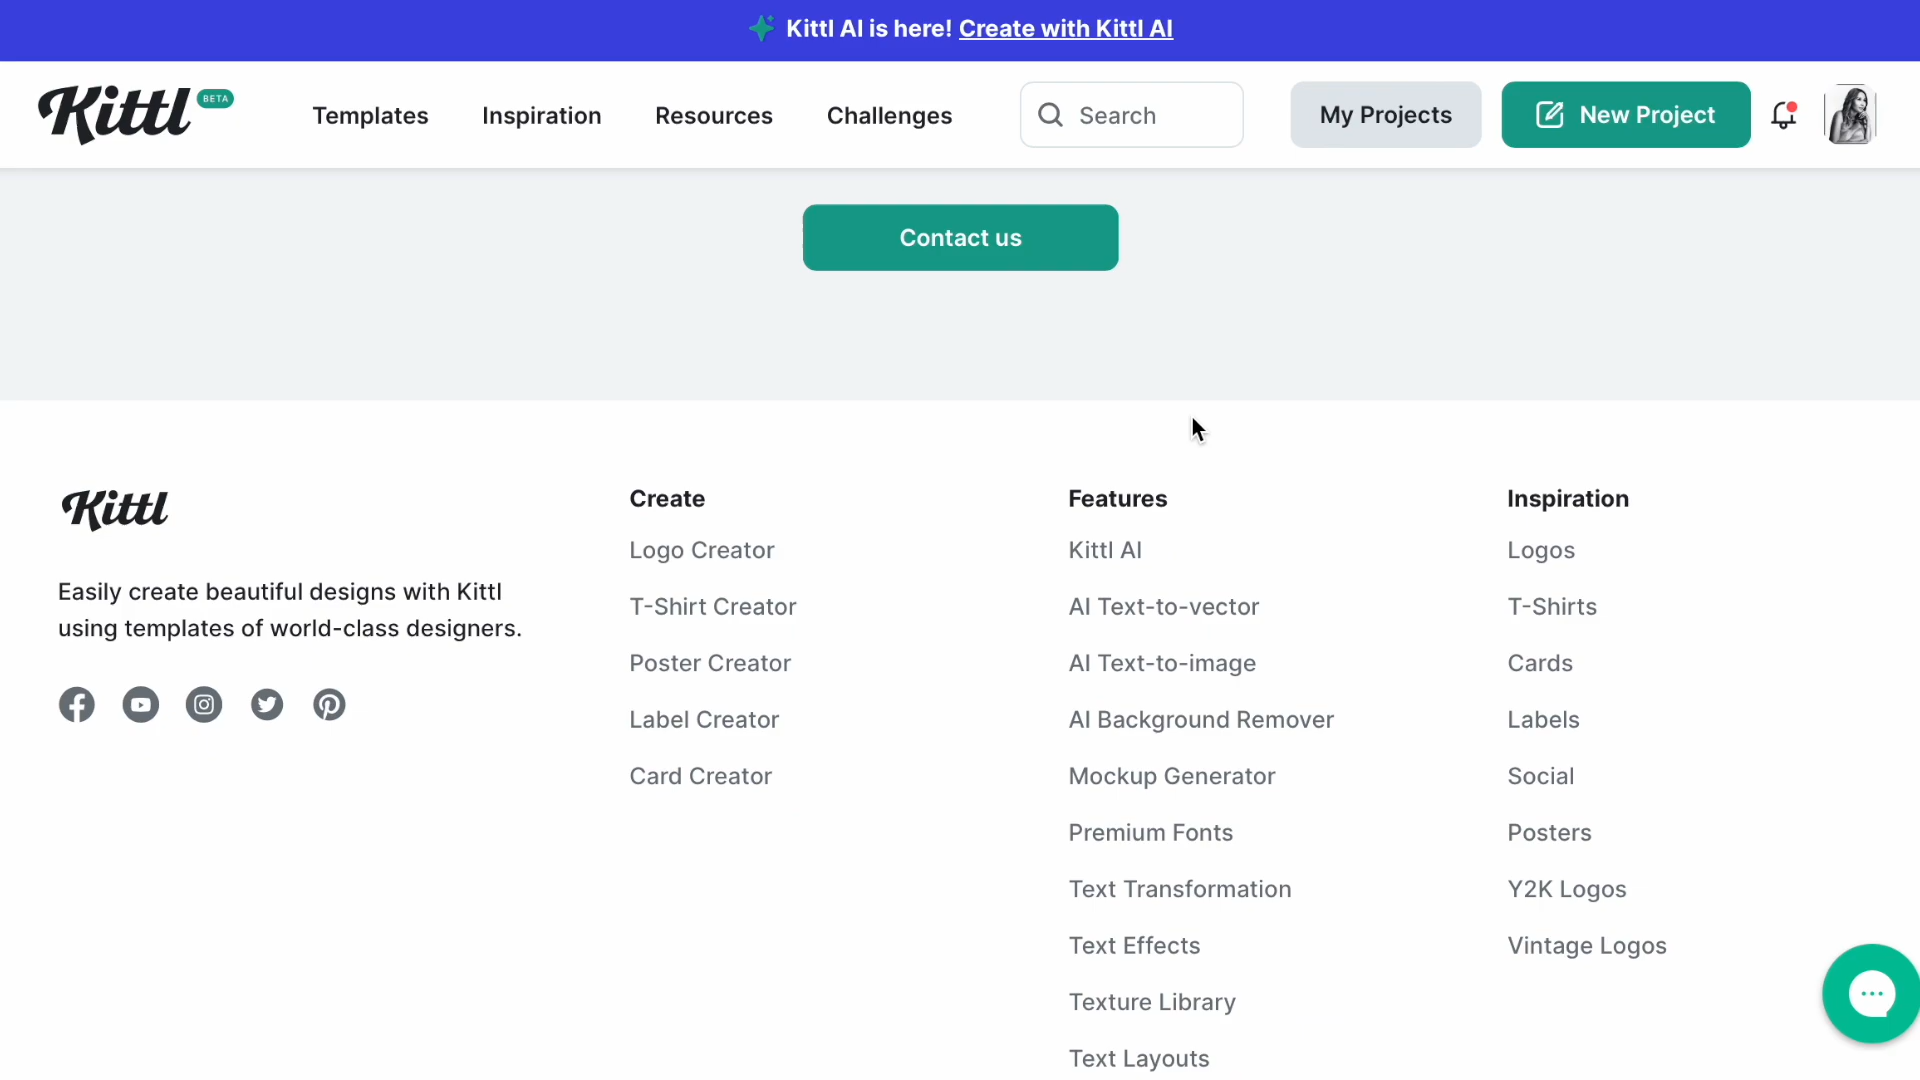 Kittl AI is here! Create with Kittl AI
Kittl BETA
Templates
Inspiration
Resources
Challenges
Search
My Projects
New Project
Contact us
Kittl
Easily create beautiful designs with Kittl
using templates of world-class designers.
Create
Logo Creator
T-Shirt Creator
Poster Creator
Label Creator
Card Creator
Features
Kittl AI
AI Text-to-vector
AI Text-to-image
AI Background Remover
Mockup Generator
Premium Fonts
Text Transformation
Text Effects
Texture Library
Text Layouts
Inspiration
Logos
T-Shirts
Cards
Labels
Social
Posters
Y2K Logos
Vintage Logos